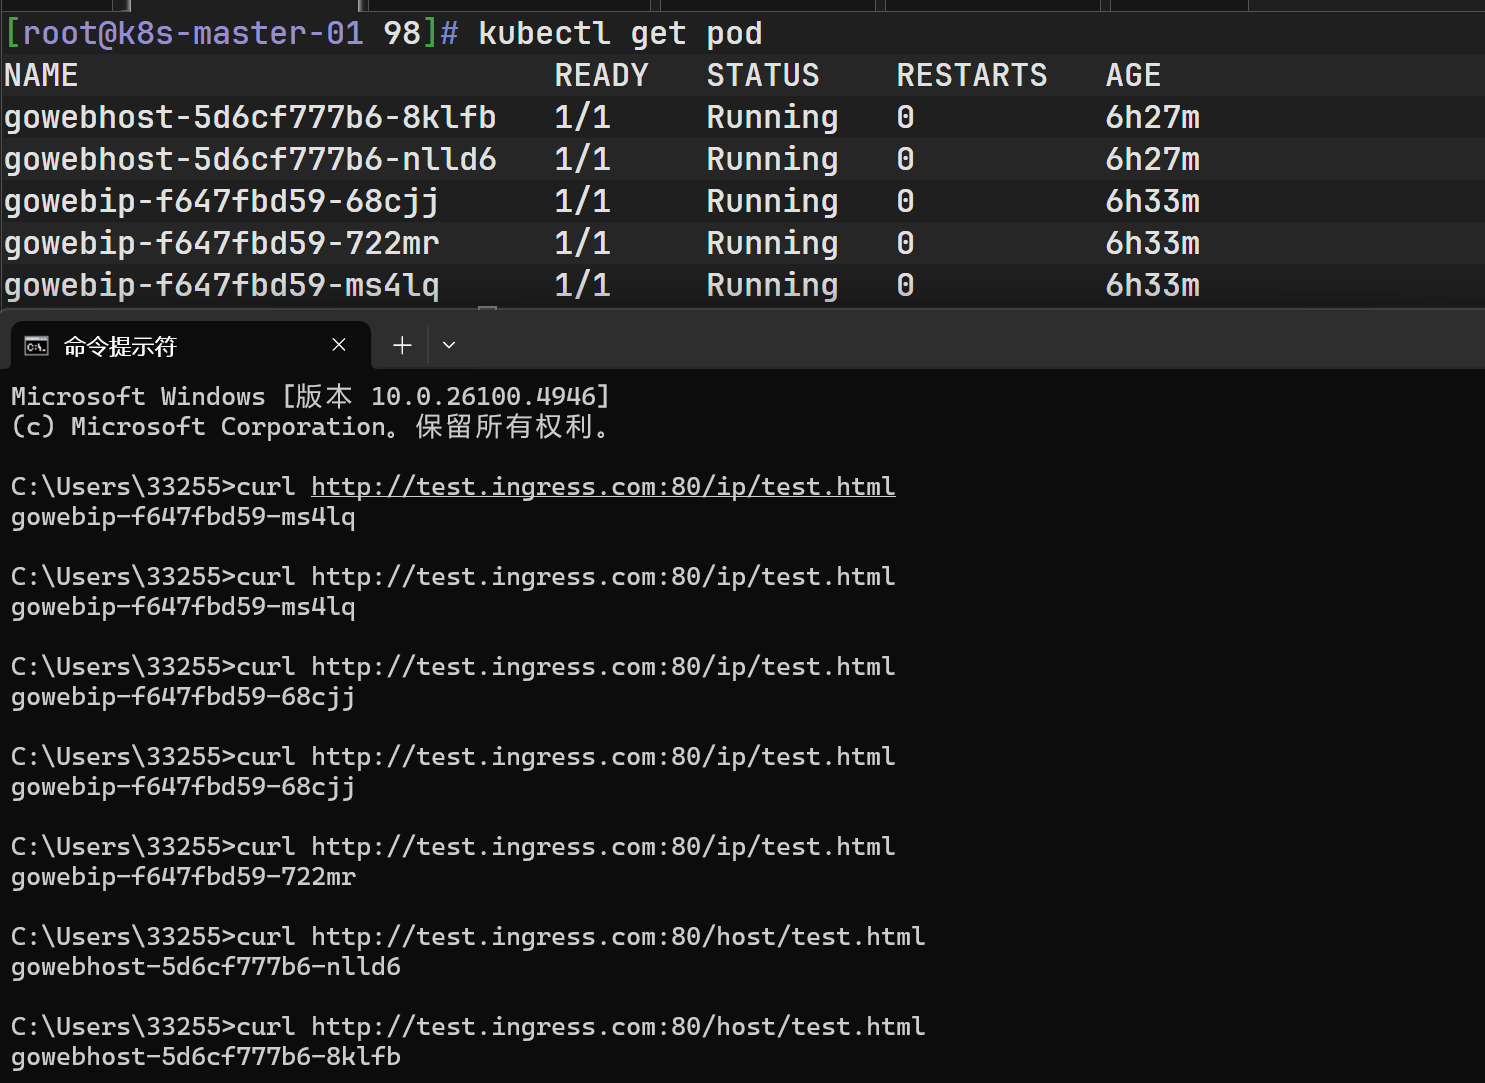 [root@k8s-master-01 98]# kubectl get pod
NAME READY STATUS RESTARTS AGE
gowebhost-5d6cf777b6-8klfb 1/1 Running 0 6h27m
gowebhost-5d6cf777b6-nlld6 1/1 Running 0 6h27m
gowebip-f647fbd59-68cjj 1/1 Running 0 6h33m
gowebip-f647fbd59-722mr 1/1 Running 0 6h33m
gowebip-f647fbd59-ms4lq 1/1 Running 0 6h33m
命令提示符
Microsoft Windows [版本 10.0.26100.4946]
(c) Microsoft Corporation。保留所有权利。
C:\Users\33255>curl http://test.ingress.com:80/ip/test.html
gowebip-f647fbd59-ms4lq
C:\Users\33255>curl http://test.ingress.com:80/ip/test.html
gowebip-f647fbd59-ms4lq
C:\Users\33255>curl http://test.ingress.com:80/ip/test.html
gowebip-f647fbd59-68cjj
C:\Users\33255>curl http://test.ingress.com:80/ip/test.html
gowebip-f647fbd59-68cjj
C:\Users\33255>curl http://test.ingress.com:80/ip/test.html
gowebip-f647fbd59-722mr
C:\Users\33255>curl http://test.ingress.com:80/host/test.html
gowebhost-5d6cf777b6-nlld6
C:\Users\33255>curl http://test.ingress.com:80/host/test.html
gowebhost-5d6cf777b6-8klfb